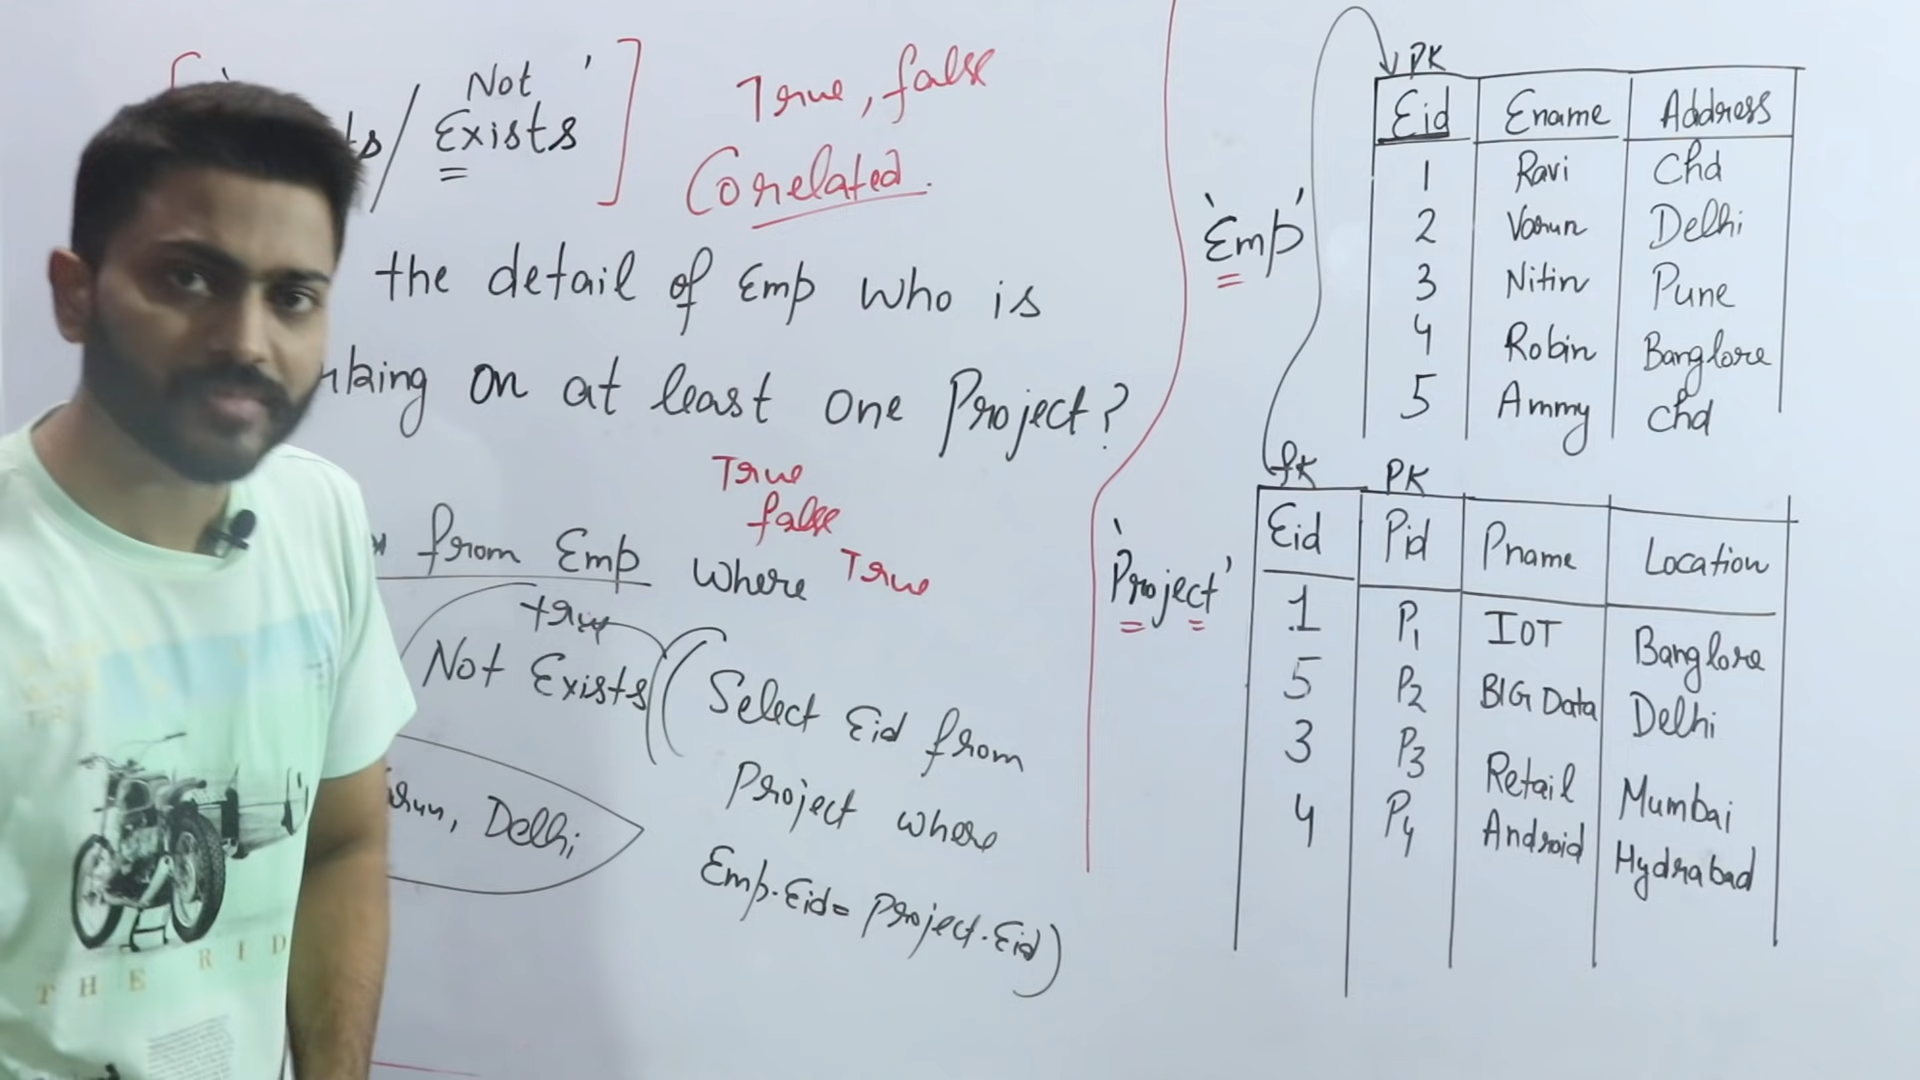 Not
Exists
True, false
Corelated
the detail of Emp who is
on at least one Project?
True
false
from Emp where True
true
Not Exists (Select Eid from
Project where
Emp.Eid = Project.Eid)
Delhi
'Emp'
PK
Eid Ename Address
1 Ravi Chd
2 Varun Delhi
3 Nitin Pune
4 Robin Banglore
5 Ammy Chd
'Project'
fK PK
Eid Pid Pname Location
1 P1 IOT Banglore
5 P2 BIG Data Delhi
3 P3 Retail Mumbai
4 P4 Android Hydrabad
THE RID